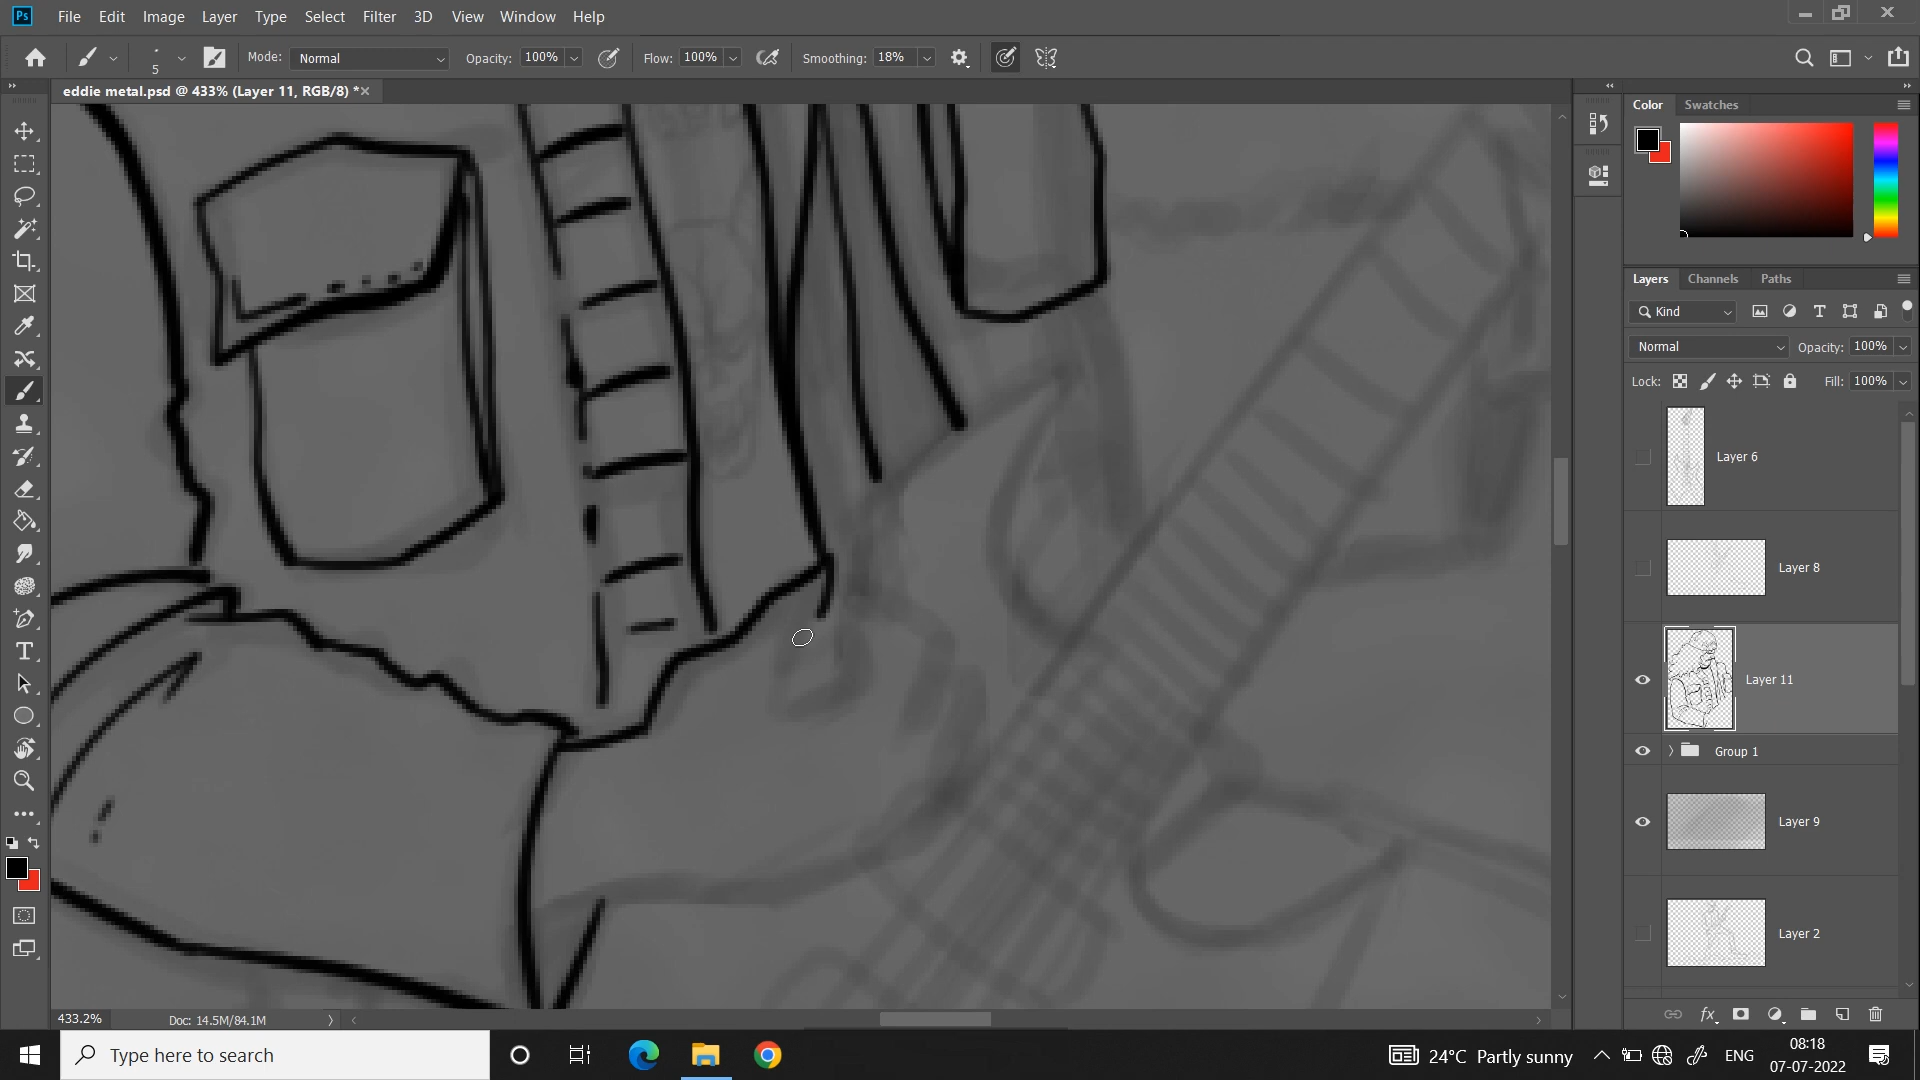 Ps File Edit Image Layer Type Select Filter 3D View Window Help
5 Mode: Normal Opacity: 100% Flow: 100% Smoothing: 18%
eddie metal.psd @ 433% (Layer 11, RGB/8) *
Color Swatches
Layers Channels Paths
Kind
Normal Opacity: 100%
Lock: Fill: 100%
Layer 6
Layer 8
Layer 11
Group 1
Layer 9
Layer 2
fx
433.2% Doc: 14.5M/84.1M
Type here to search
24°C Partly sunny ENG
08:18
07-07-2022